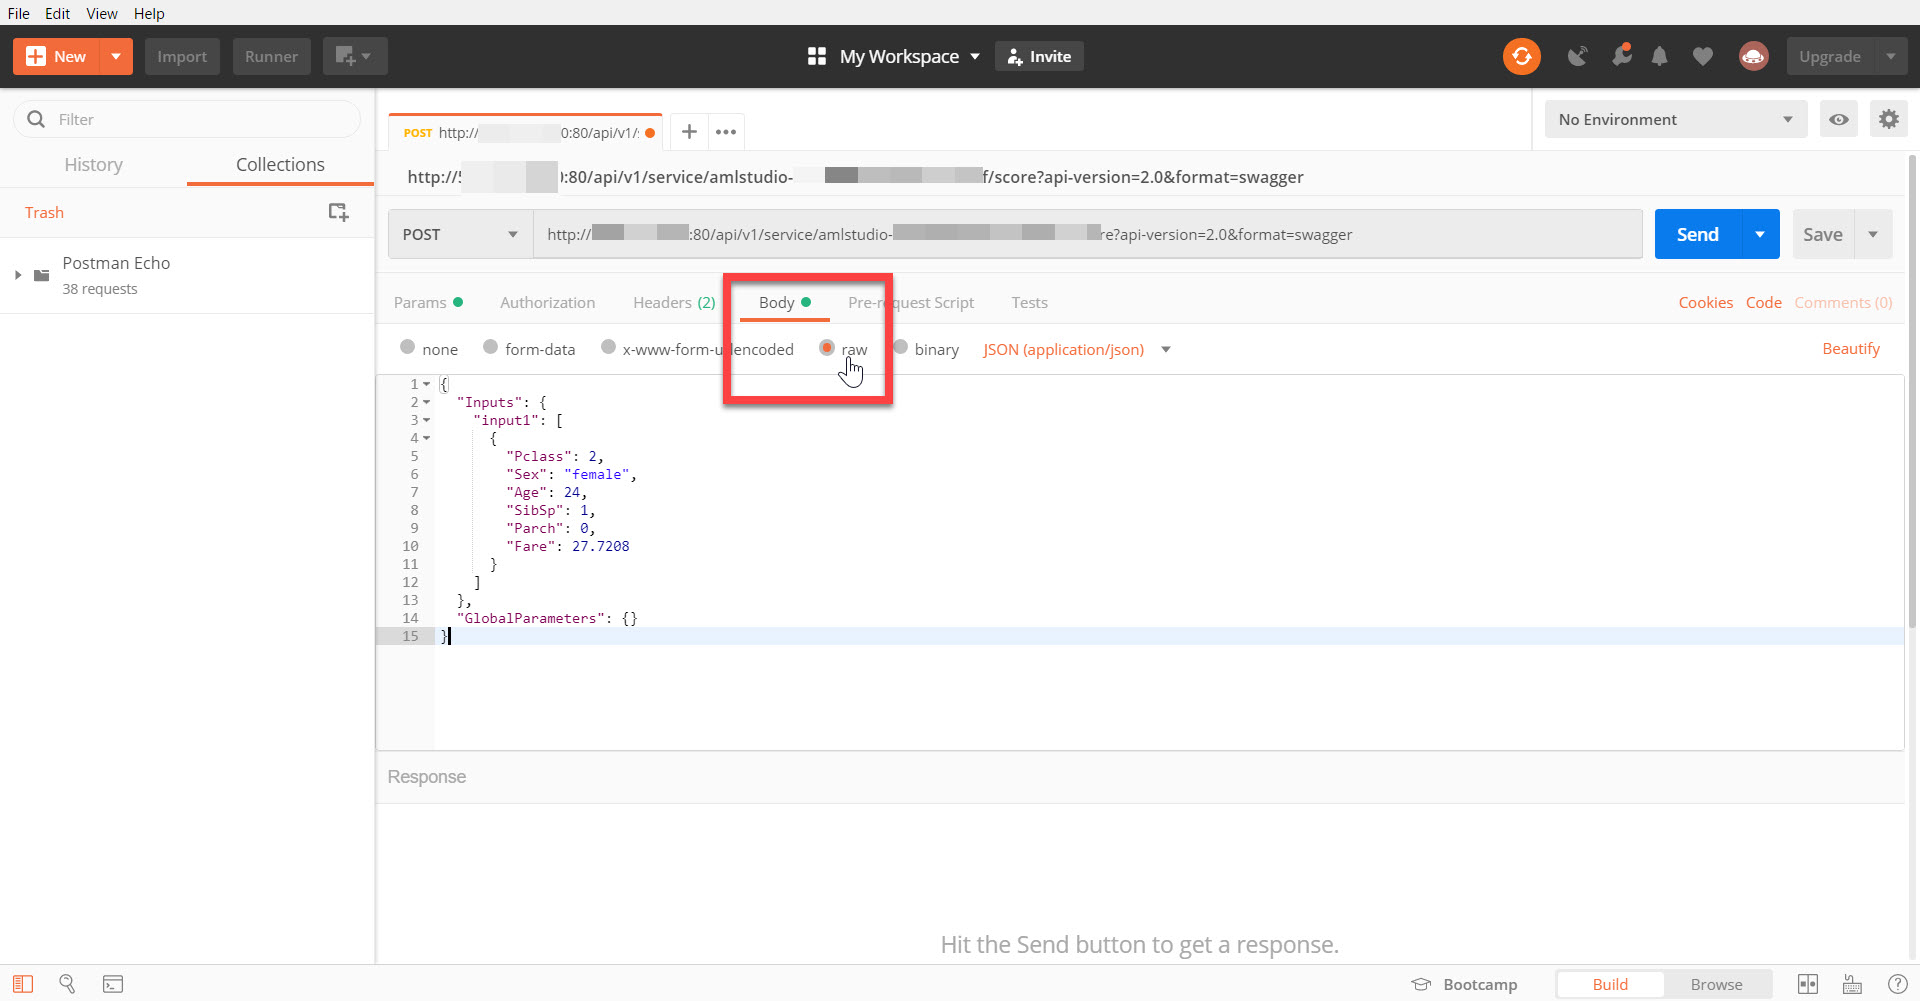 File Edit View Help
New Import Runner My Workspace Invite Upgrade
Filter
History Collections
Trash
Postman Echo
38 requests
POST http:// 0:80/api/v1/ No Environment
http:// :80/api/v1/service/amlstudio- f/score?api-version=2.0&format=swagger
POST http:// :80/api/v1/service/amlstudio- re?api-version=2.0&format=swagger Send Save
Params Authorization Headers (2) Body Pre-request Script Tests Cookies Code Comments (0)
none form-data x-www-form-urlencoded raw binary JSON (application/json) Beautify
1 {
2 "Inputs": {
3 "input1": [
4 {
5 "Pclass": 2,
6 "Sex": "female",
7 "Age": 24,
8 "SibSp": 1,
9 "Parch": 0,
10 "Fare": 27.7208
11 }
12 ]
13 },
14 "GlobalParameters": {}
15 }
Response
Hit the Send button to get a response.
Bootcamp Build Browse